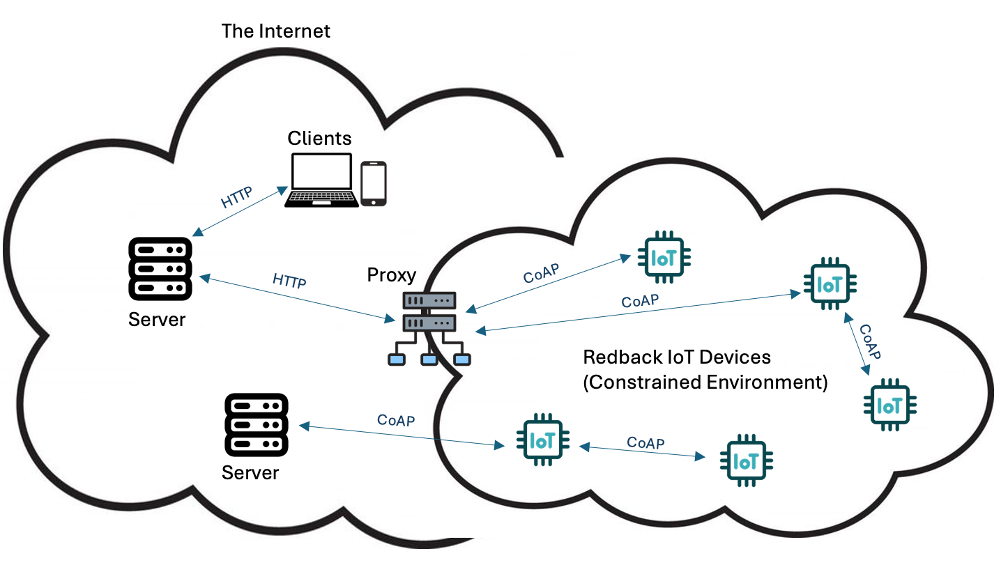 The Internet
Clients
HTTP
Server
HTTP
Proxy
CoAP
IoT
CoAP
IoT
CoAP
IoT
Redback IoT Devices
(Constrained Environment)
Server
CoAP
IoT
CoAP
IoT